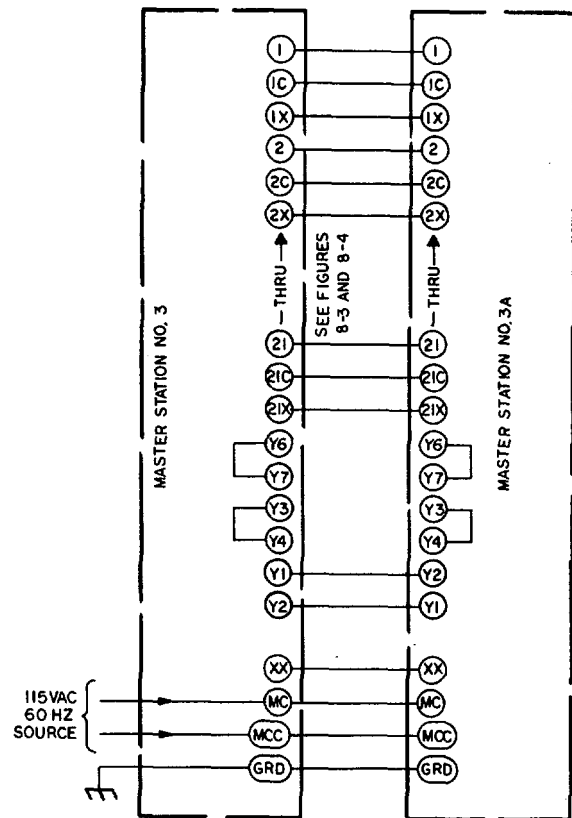 1 1
1C 1C
1X 1X
2 2
2C 2C
2X 2X
THRU
SEE FIGURES
8-3 AND 8-4
THRU
MASTER STATION NO. 3
MASTER STATION NO. 3A
21 21
21C 21C
21X 21X
Y6 Y6
Y7 Y7
Y3 Y3
Y4 Y4
Y1 Y2
Y2 Y1
XX XX
115 VAC
60 HZ
SOURCE
MC MC
MCC MCC
GRD GRD